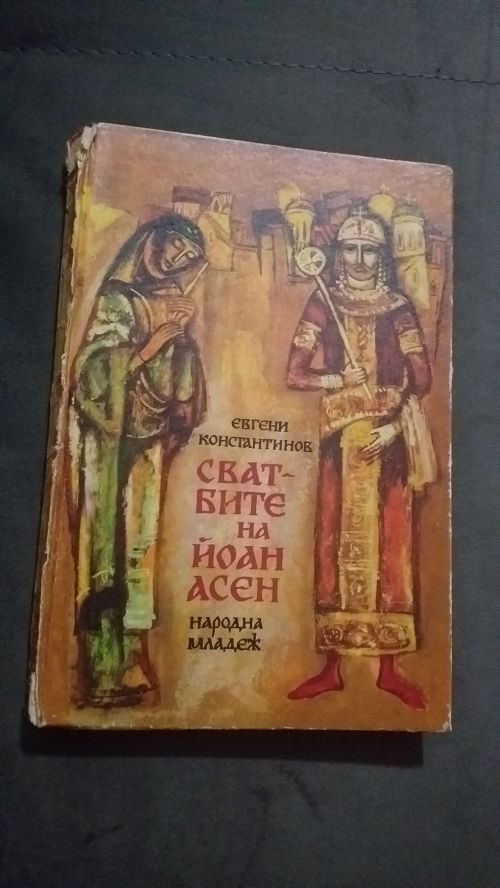 ЕВГЕНИ
КОНСТАНТИНОВ
СВАТ-
БИТЕ
НА
ЙОАН
АСЕН
НАРОДНА
МЛАДЕЖ